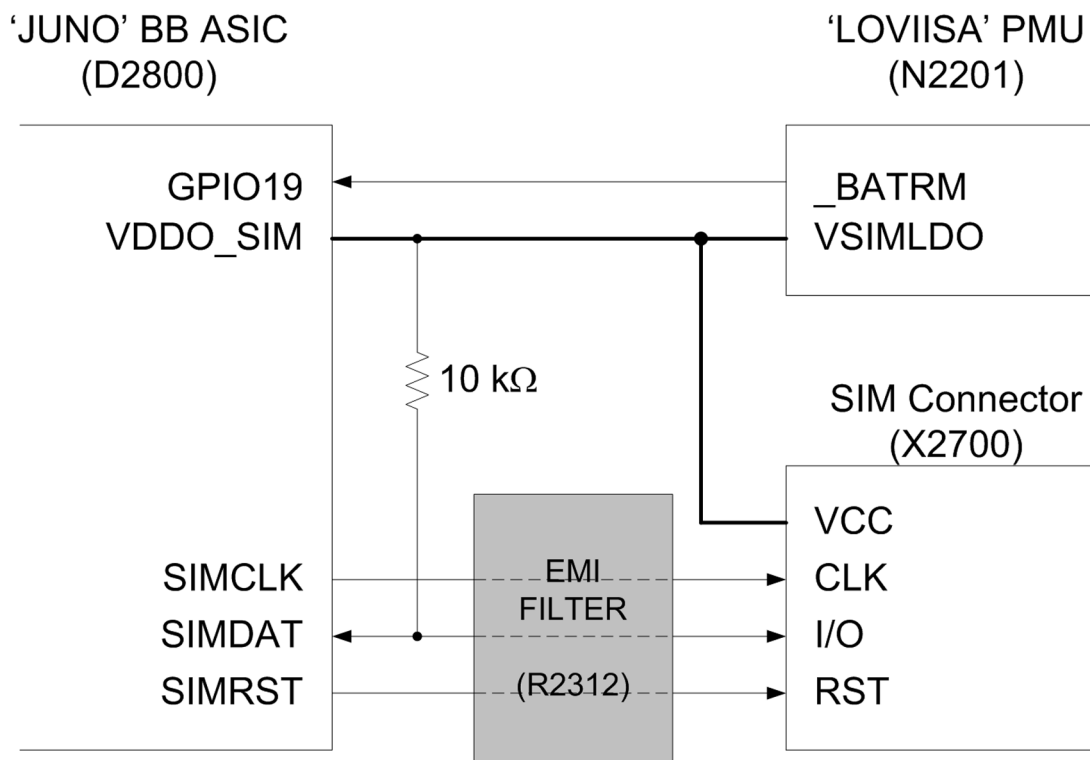 ‘JUNO’ BB ASIC
(D2800)
‘LOVIISA’ PMU
(N2201)
GPIO19
VDDO_SIM
_BATRM
VSIMLDO
10 kΩ
SIM Connector
(X2700)
VCC
SIMCLK
SIMDAT
SIMRST
EMI
FILTER
(R2312)
CLK
I/O
RST